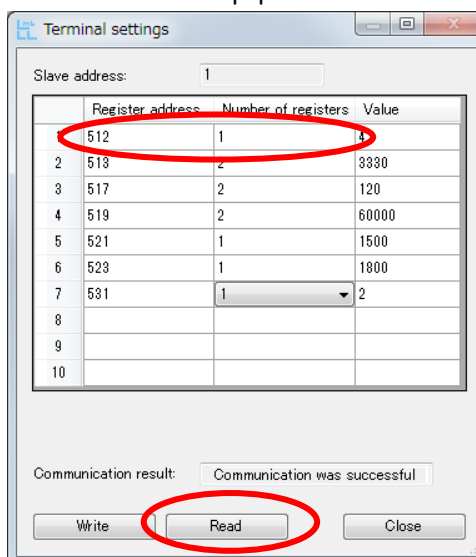 Terminal settings
Slave address: 1
Register address Number of registers Value
1 512 1 4
2 513 2 3330
3 517 2 120
4 519 2 60000
5 521 1 1500
6 523 1 1800
7 531 1 2
8
9
10
Communication result: Communication was successful
Write Read Close